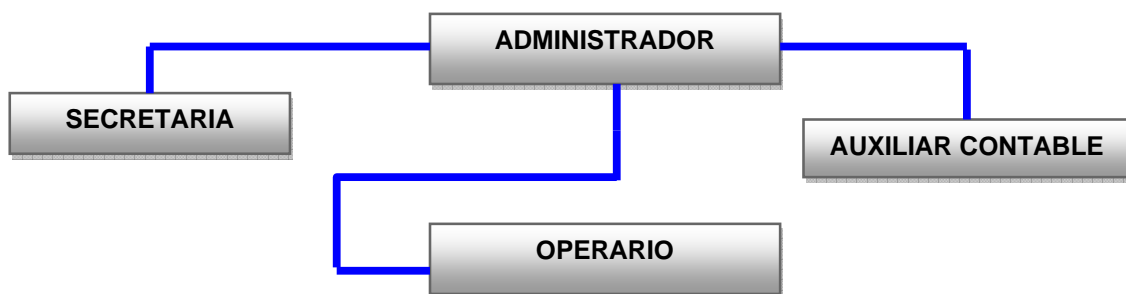 ADMINISTRADOR
SECRETARIA
AUXILIAR CONTABLE
OPERARIO